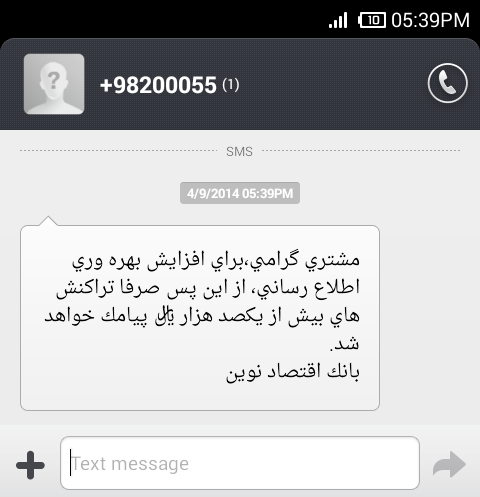 10 05:39PM
+98200055 (1)
SMS
4/9/2014 05:39PM
مشتري گرامي،براي افزايش بهره وري
اطلاع رساني، از اين پس صرفا تراكنش
هاي بيش از يكصد هزار ﷼ پيامك خواهد
شد.
بانك اقتصاد نوين
Text message